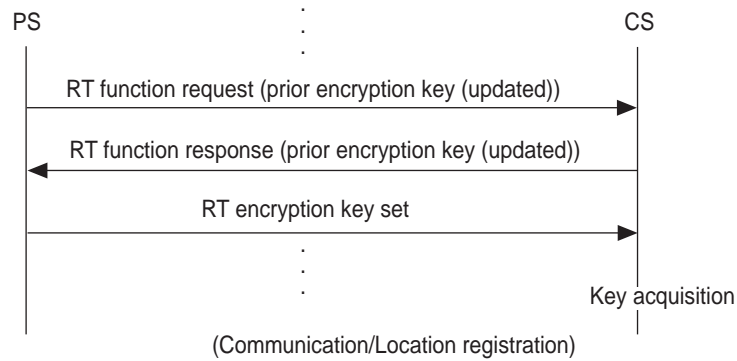 PS
CS
RT function request (prior encryption key (updated))
RT function response (prior encryption key (updated))
RT encryption key set
Key acquisition
(Communication/Location registration)